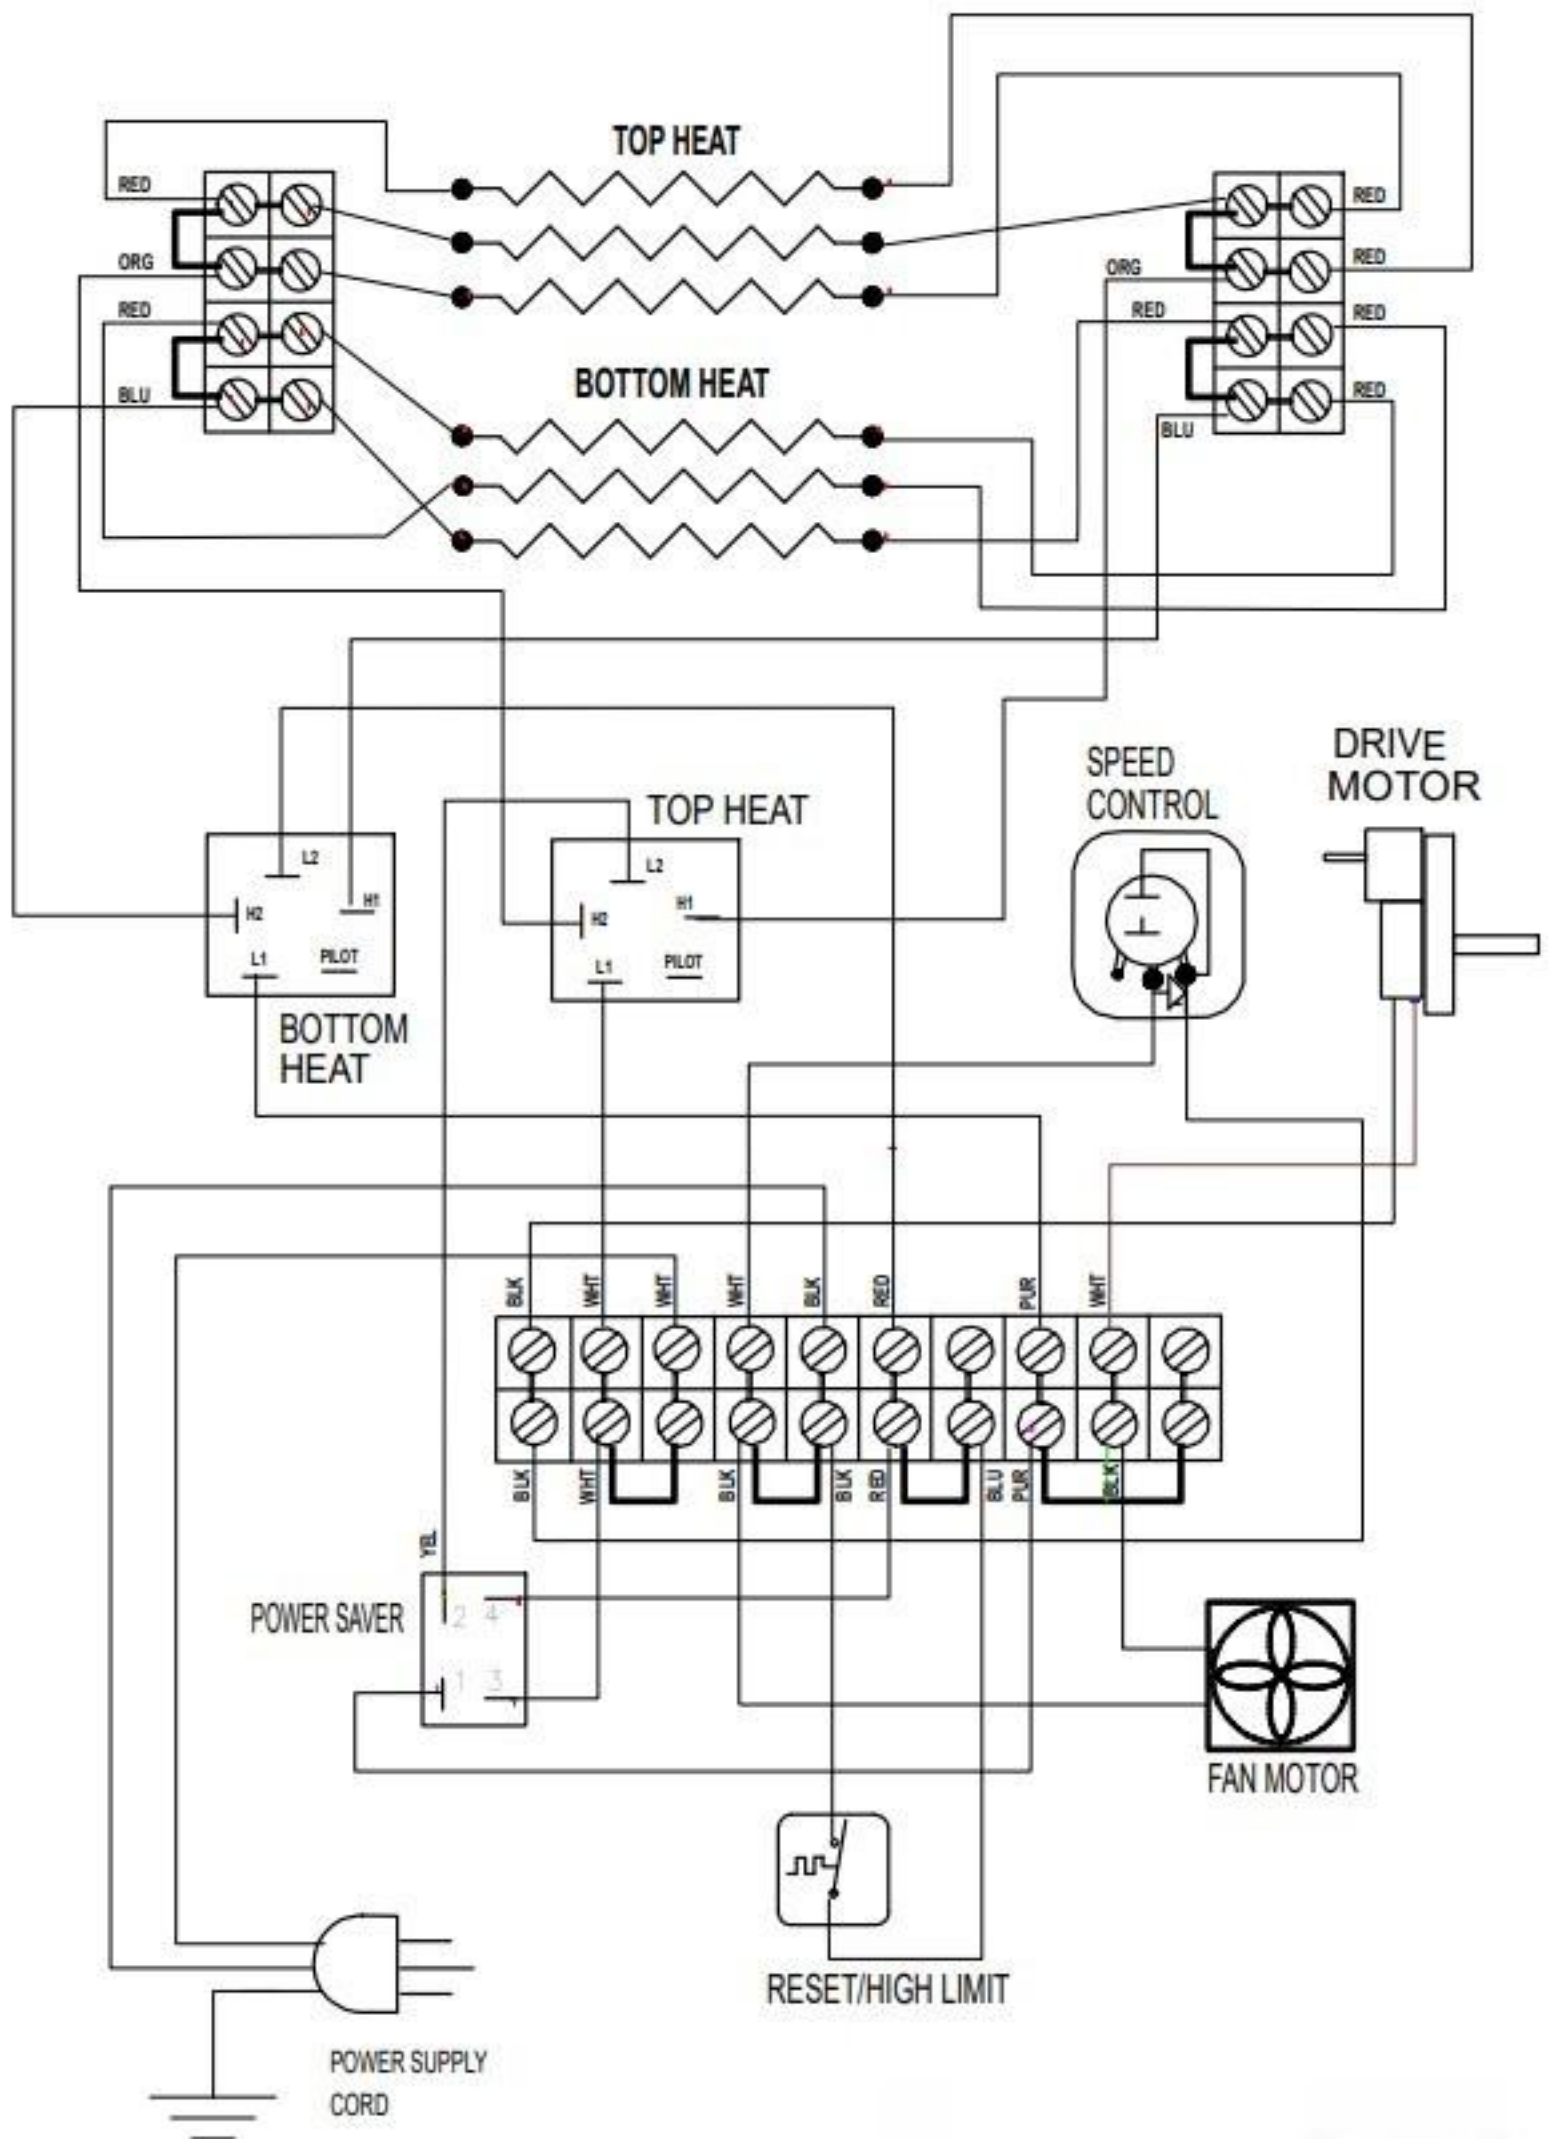 TOP HEAT
RED
RED
ORG
ORG
RED
RED
RED
RED
BLU
RED
BLU
BOTTOM HEAT
DRIVE
MOTOR
SPEED
CONTROL
TOP HEAT
L2
H1
H2
L1
PILOT
BOTTOM
HEAT
L2
H1
H2
L1
PILOT
BLK
WHT
WHT
WHT
BLK
RED
PUR
WHT
BLK
WHT
BLK
BLK
RED
BLU
PUR
BLK
YEL
POWER SAVER
2 4
1 3
FAN MOTOR
RESET/HIGH LIMIT
POWER SUPPLY
CORD